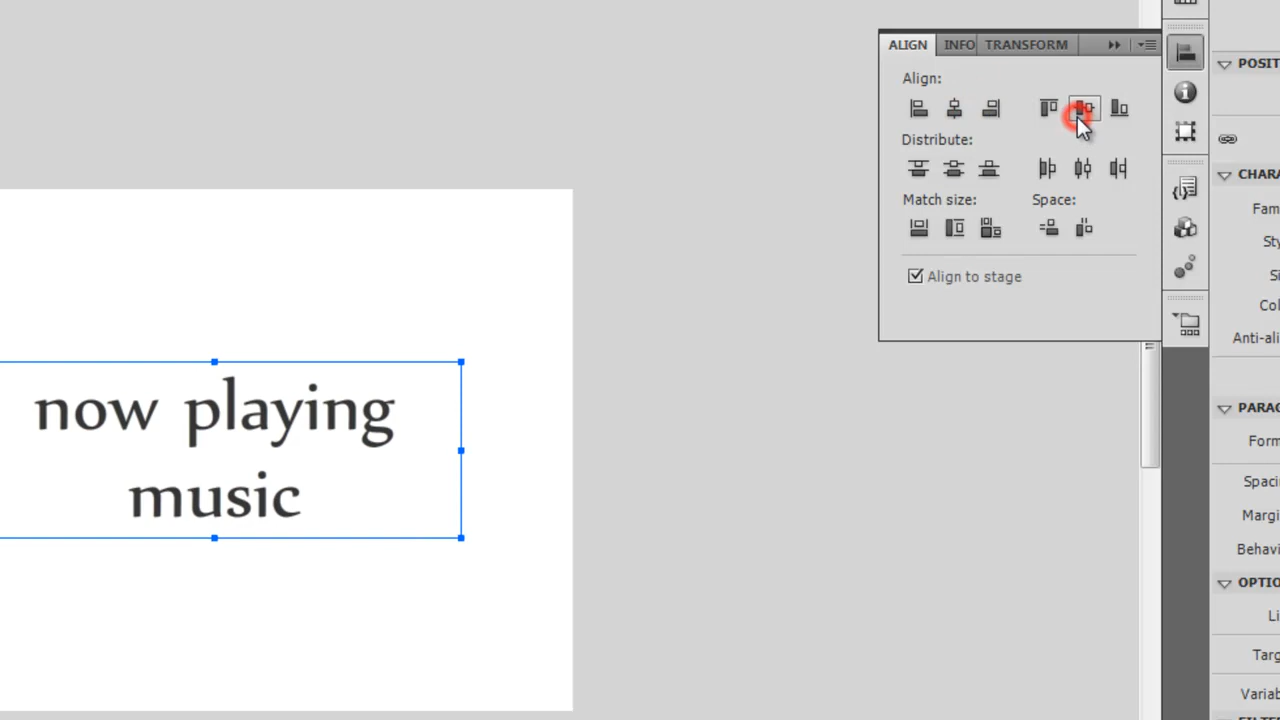 ALIGN INFO TRANSFORM
Align:
Distribute:
Match size: Space:
Align to stage
now playing
music
POSIT
CHARA
Fam
Sty
Si
Col
Anti-ali
PARAG
Form
Spaci
Margi
Behavi
OPTIO
Li
Targ
Variab